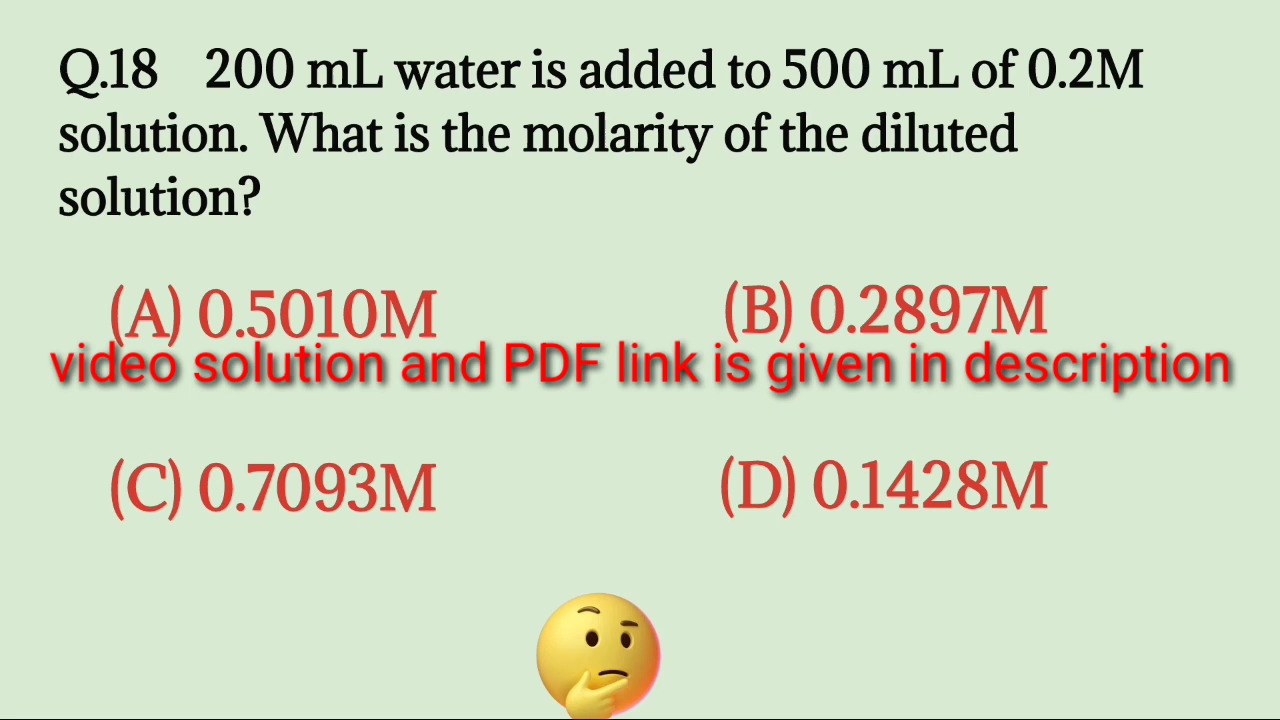 Q.18 200 mL water is added to 500 mL of 0.2M
solution. What is the molarity of the diluted
solution?
(A) 0.5010M (B) 0.2897M
video solution and PDF link is given in description
(C) 0.7093M (D) 0.1428M